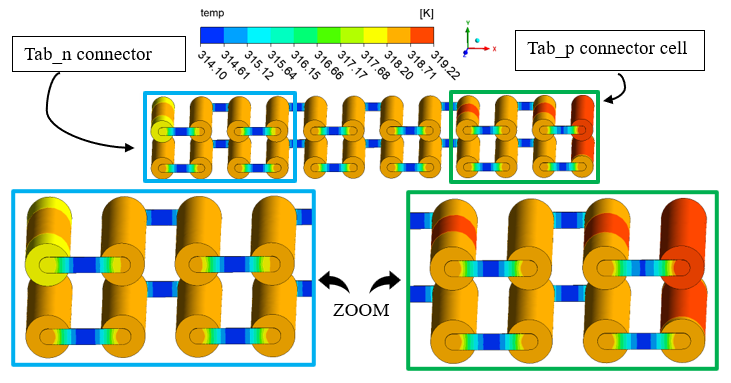 temp
[K]
Tab_n connector
Tab_p connector cell
314.10
314.61
315.12
315.64
316.15
316.66
317.17
317.68
318.20
318.71
319.22
Y
X
Z
ZOOM